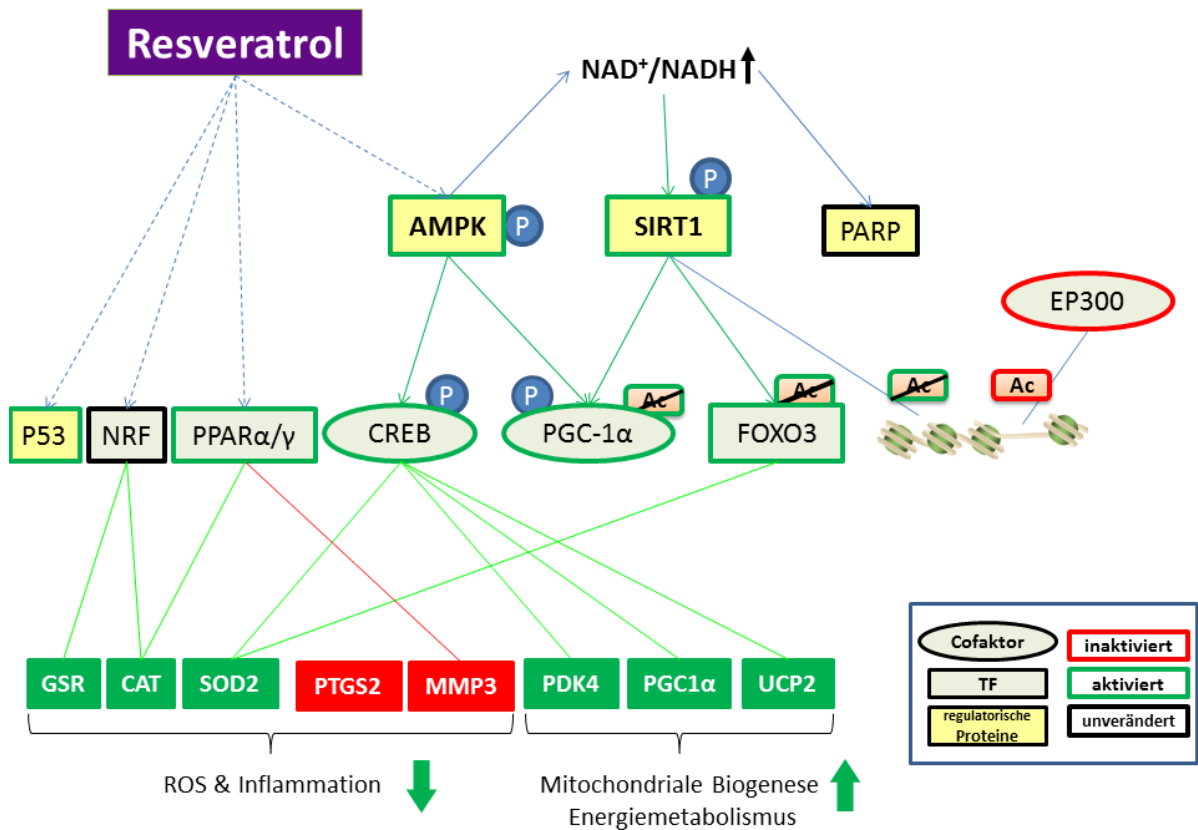 Resveratrol
NAD⁺/NADH
P
AMPK
P
SIRT1
PARP
EP300
P
P
Ac
Ac
Ac
Ac
P53
NRF
PPARα/γ
CREB
PGC-1α
FOXO3
GSR
CAT
SOD2
PTGS2
MMP3
PDK4
PGC1α
UCP2
ROS & Inflammation
Mitochondriale Biogenese
Energiemetabolismus
Cofaktor
inaktiviert
TF
aktiviert
regulatorische
Proteine
unverändert